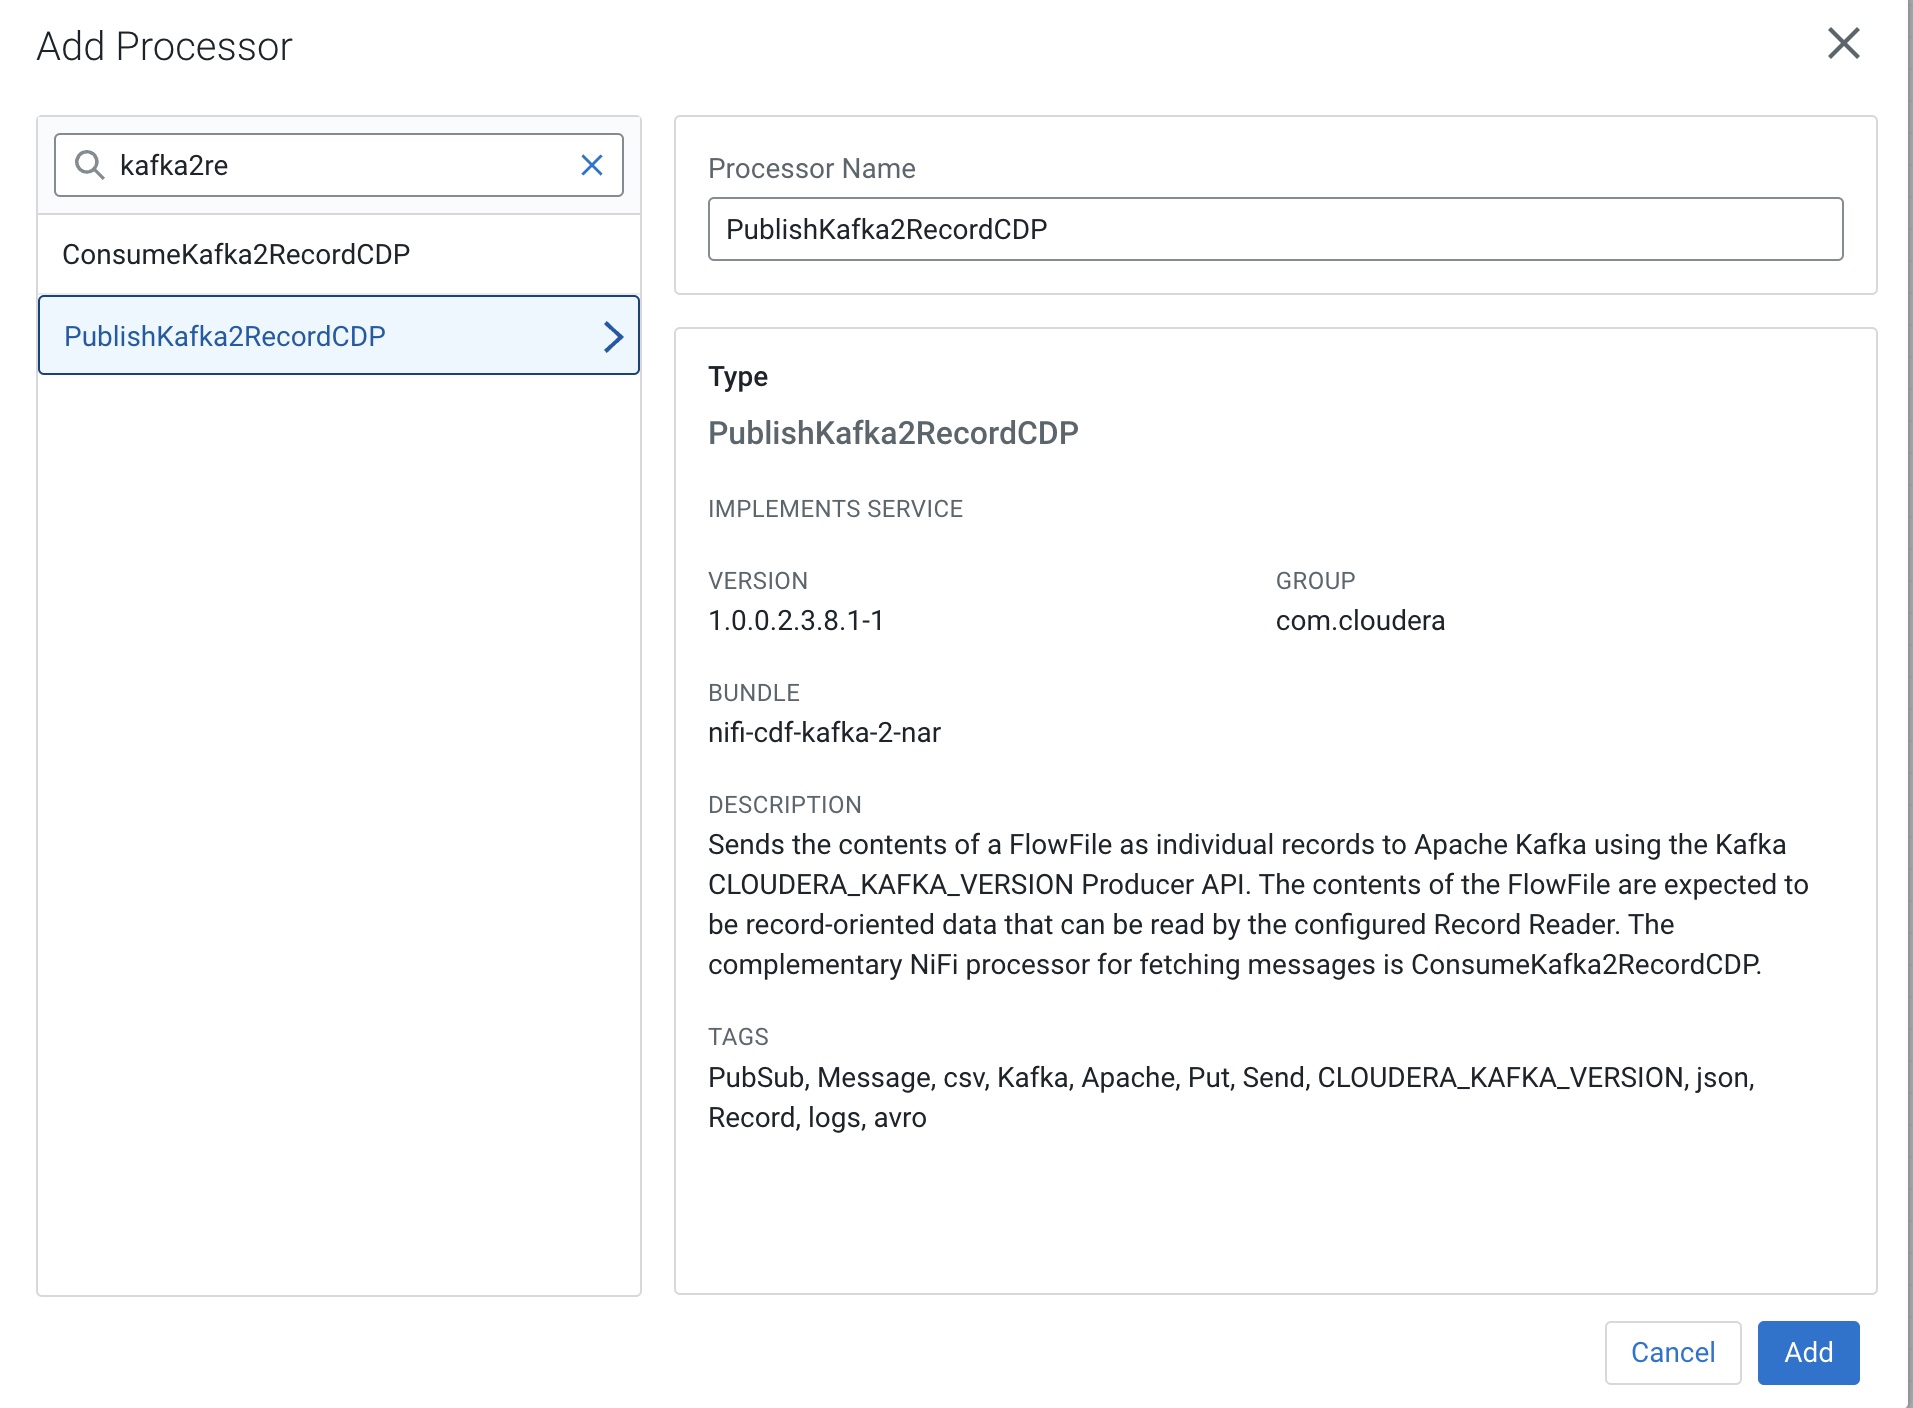 Add Processor
kafka2re
ConsumeKafka2RecordCDP
PublishKafka2RecordCDP
Processor Name
PublishKafka2RecordCDP
Type
PublishKafka2RecordCDP
IMPLEMENTS SERVICE
VERSION
1.0.0.2.3.8.1-1
GROUP
com.cloudera
BUNDLE
nifi-cdf-kafka-2-nar
DESCRIPTION
Sends the contents of a FlowFile as individual records to Apache Kafka using the Kafka
CLOUDERA_KAFKA_VERSION Producer API. The contents of the FlowFile are expected to
be record-oriented data that can be read by the configured Record Reader. The
complementary NiFi processor for fetching messages is ConsumeKafka2RecordCDP.
TAGS
PubSub, Message, csv, Kafka, Apache, Put, Send, CLOUDERA_KAFKA_VERSION, json,
Record, logs, avro
Cancel
Add